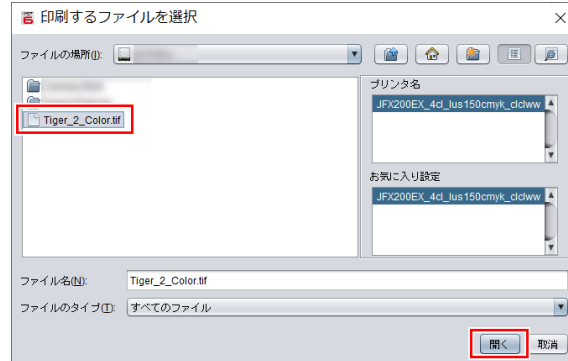 印刷するファイルを選択
ファイルの場所(I):
Tiger_2_Color.tif
プリンタ名
JFX200EX_4cl_lus150cmyk_clclww
お気に入り設定
JFX200EX_4cl_lus150cmyk_clclww
ファイル名(N): Tiger_2_Color.tif
ファイルのタイプ(T): すべてのファイル
開く 取消